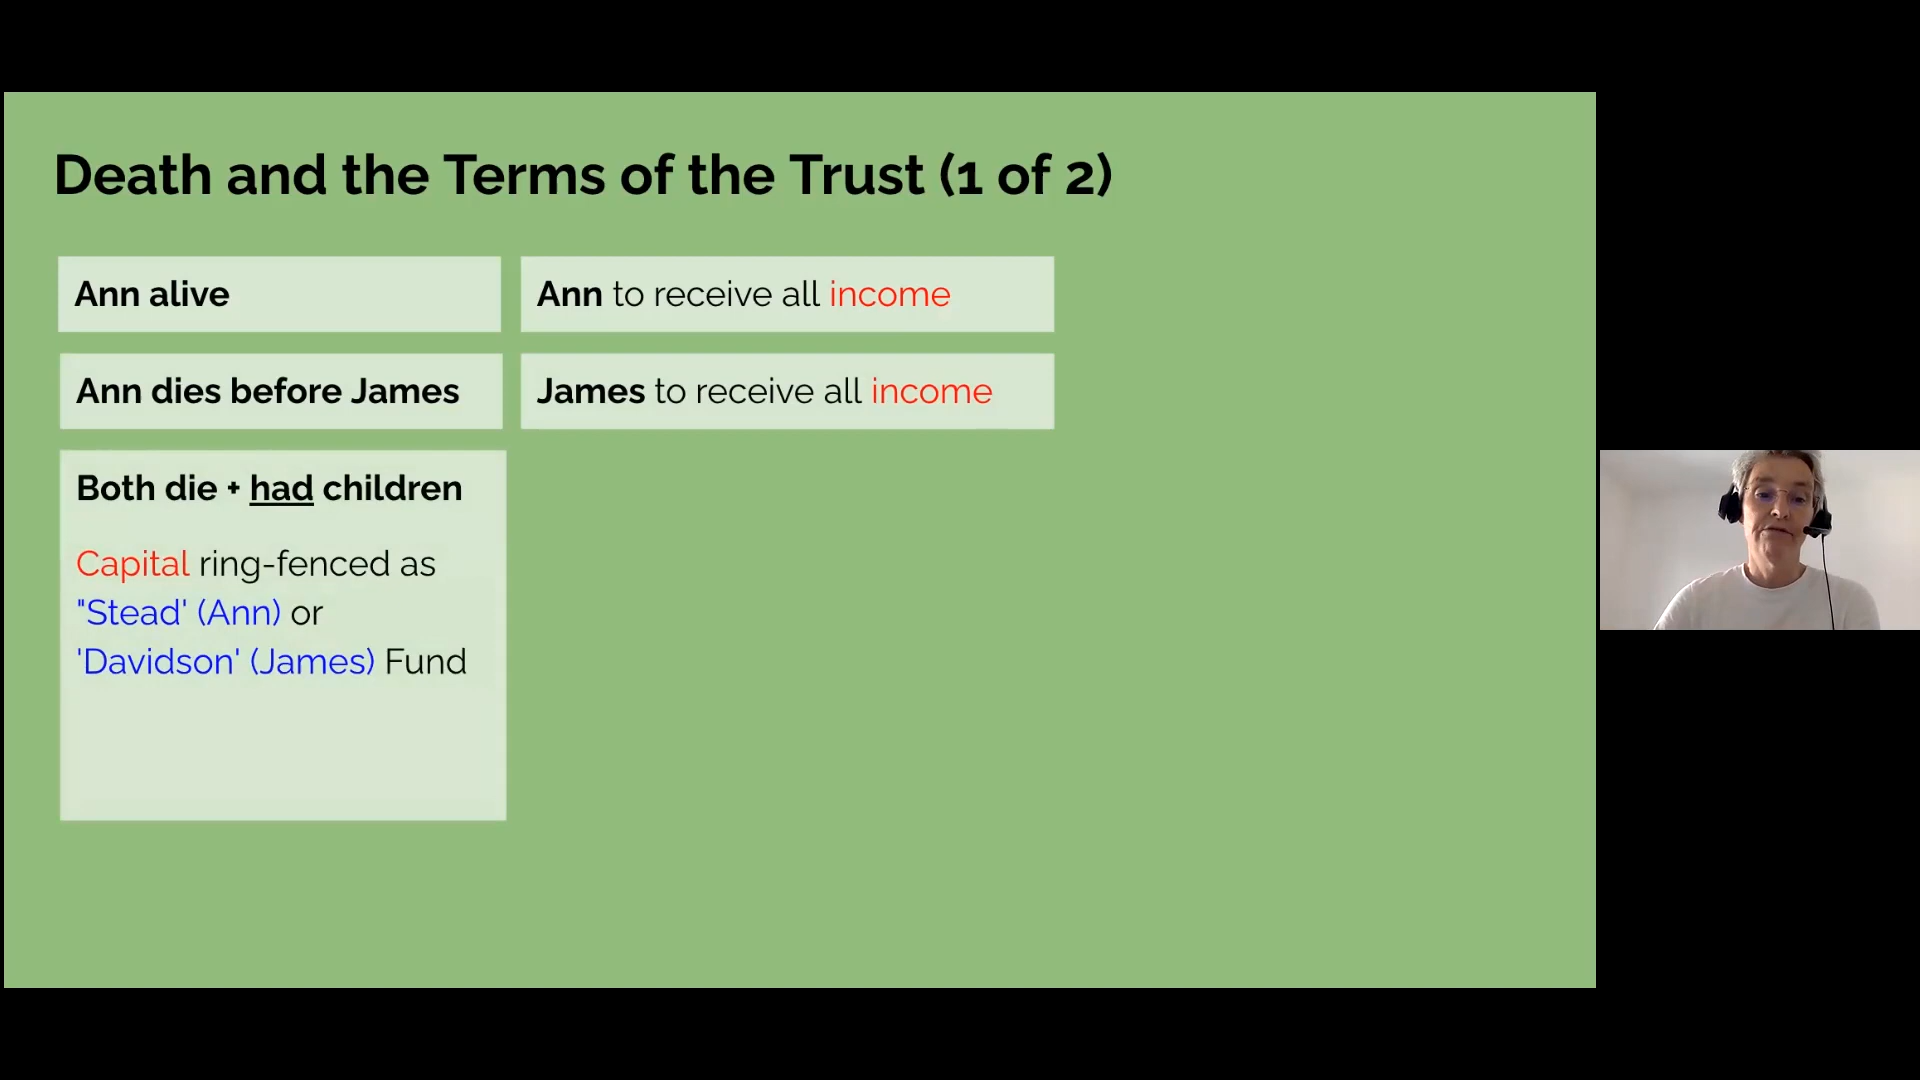 Death and the Terms of the Trust (1 of 2)
Ann alive
Ann to receive all income
Ann dies before James
James to receive all income
Both die + had children
Capital ring-fenced as
"Stead' (Ann) or
'Davidson' (James) Fund